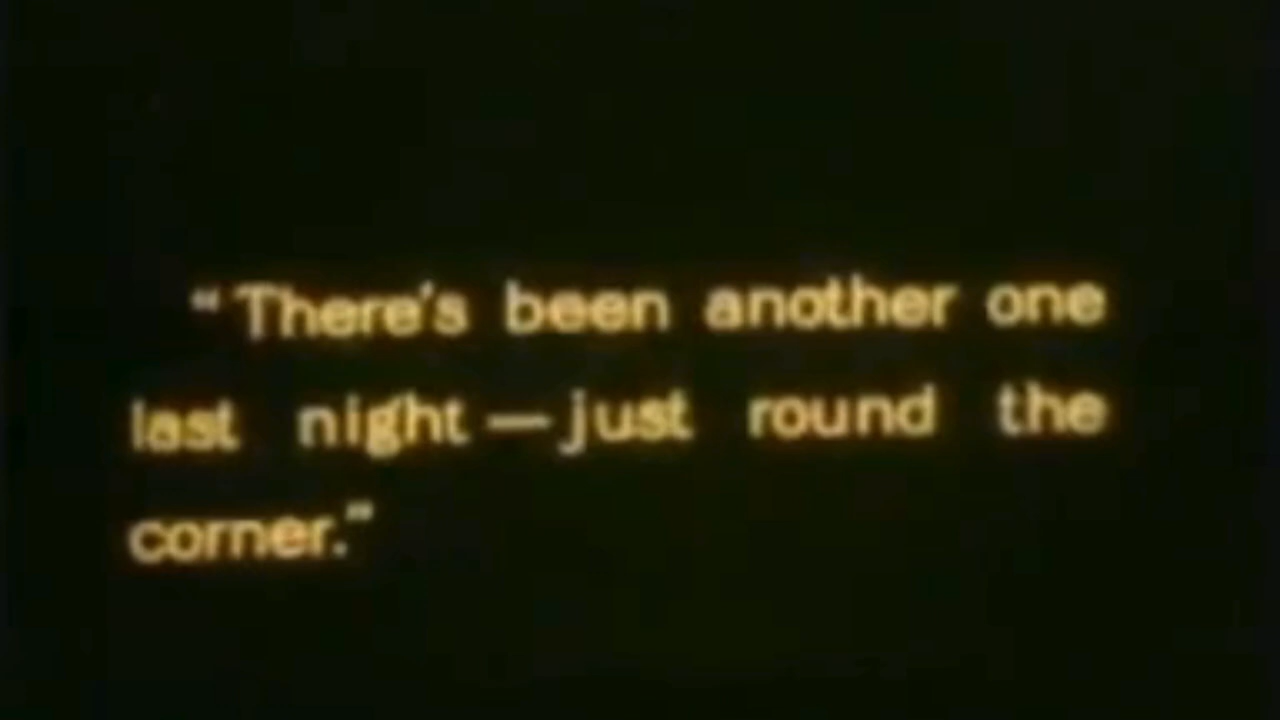 “There's been another one
last night — just round the
corner.”